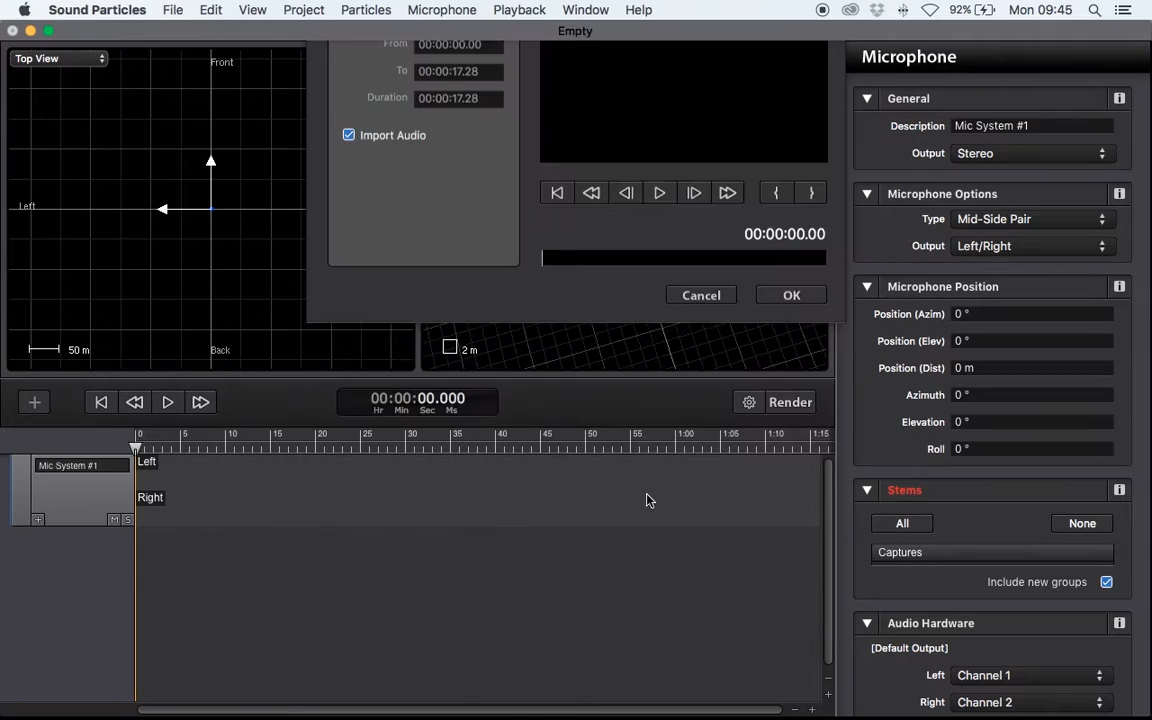 Sound Particles File Edit View Project Particles Microphone Playback Window Help 92% Mon 09:45
Empty
Top View
Front
Left
Back
50 m
From 00:00:00.00
To 00:00:17.28
Duration 00:00:17.28
Import Audio
00:00:00.00
Cancel OK
2 m
00:00:00.000
Hr Min Sec Ms
Render
0 5 10 15 20 25 30 35 40 45 50 55 1:00 1:05 1:10 1:15
Mic System #1
Left
Right
M S
Microphone
General
Description Mic System #1
Output Stereo
Microphone Options
Type Mid-Side Pair
Output Left/Right
Microphone Position
Position (Azim) 0 °
Position (Elev) 0 °
Position (Dist) 0 m
Azimuth 0 °
Elevation 0 °
Roll 0 °
Stems
All None
Captures
Include new groups
Audio Hardware
[Default Output]
Left Channel 1
Right Channel 2